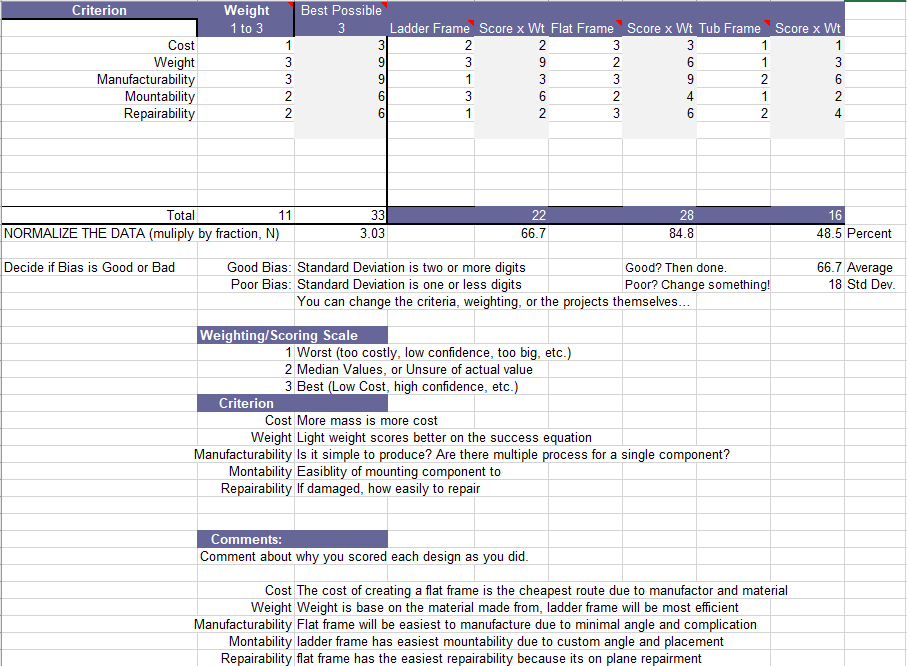 Criterion Weight Best Possible
1 to 3 3 Ladder Frame Score x Wt Flat Frame Score x Wt Tub Frame Score x Wt
Cost 1 3 2 2 3 3 1 1
Weight 3 9 3 9 2 6 1 3
Manufacturability 3 9 1 3 3 9 2 6
Mountability 2 6 3 6 2 4 1 2
Repairability 2 6 1 2 3 6 2 4
Total 11 33 22 28 16
NORMALIZE THE DATA (muliply by fraction, N) 3.03 66.7 84.8 48.5 Percent
Decide if Bias is Good or Bad Good Bias: Standard Deviation is two or more digits Good? Then done. 66.7 Average
Poor Bias: Standard Deviation is one or less digits Poor? Change something! 18 Std Dev.
You can change the criteria, weighting, or the projects themselves...
Weighting/Scoring Scale
1 Worst (too costly, low confidence, too big, etc.)
2 Median Values, or Unsure of actual value
3 Best (Low Cost, high confidence, etc.)
Criterion
Cost More mass is more cost
Weight Light weight scores better on the success equation
Manufacturability Is it simple to produce? Are there multiple process for a single component?
Montability Easiblity of mounting component to
Repairability If damaged, how easily to repair
Comments:
Comment about why you scored each design as you did.
Cost The cost of creating a flat frame is the cheapest route due to manufactor and material
Weight Weight is base on the material made from, ladder frame will be most efficient
Manufacturability Flat frame will be easiest to manufacture due to minimal angle and complication
Montability ladder frame has easiest mountability due to custom angle and placement
Repairability flat frame has the easiest repairability because its on plane repairment